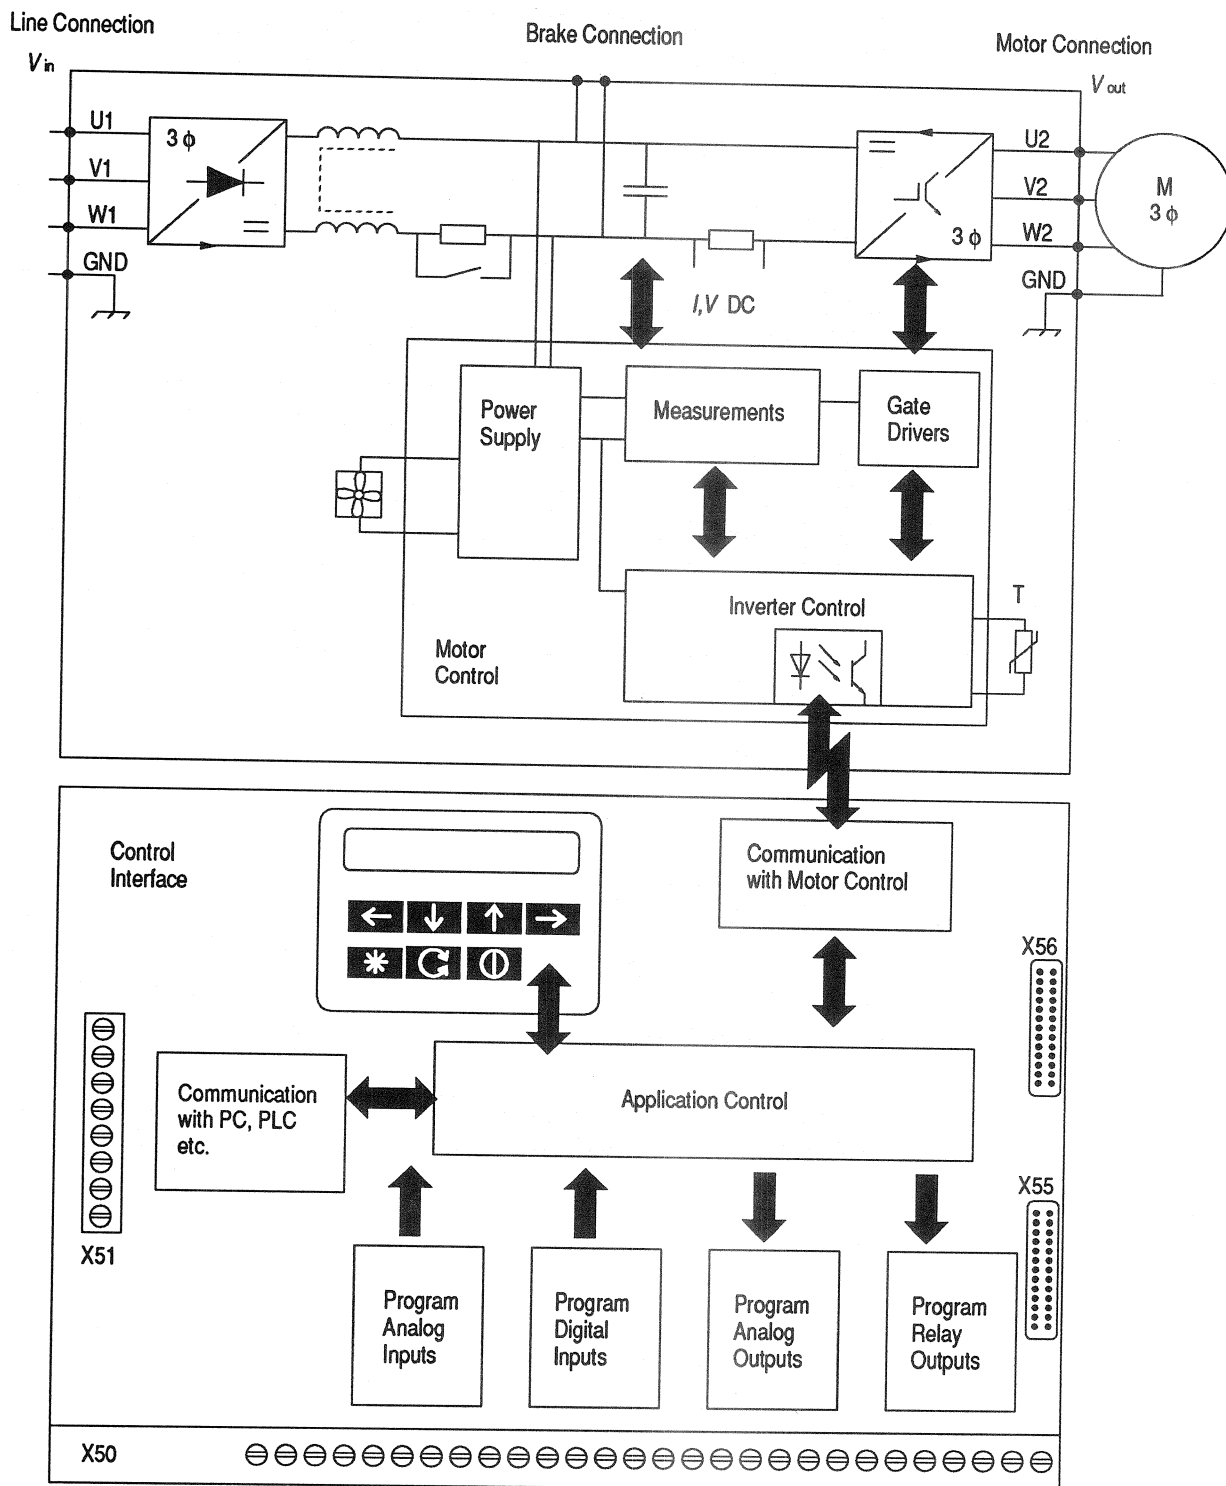 Line Connection
Brake Connection
Motor Connection
Vin
Vout
U1
3 ϕ
U2
V1
V2
M
3 ϕ
W1
3 ϕ
W2
GND
GND
I,V DC
Power
Supply
Measurements
Gate
Drivers
Inverter Control
T
Motor
Control
Control
Interface
Communication
with Motor Control
X56
Communication
with PC, PLC
etc.
Application Control
X55
X51
Program
Analog
Inputs
Program
Digital
Inputs
Program
Analog
Outputs
Program
Relay
Outputs
X50